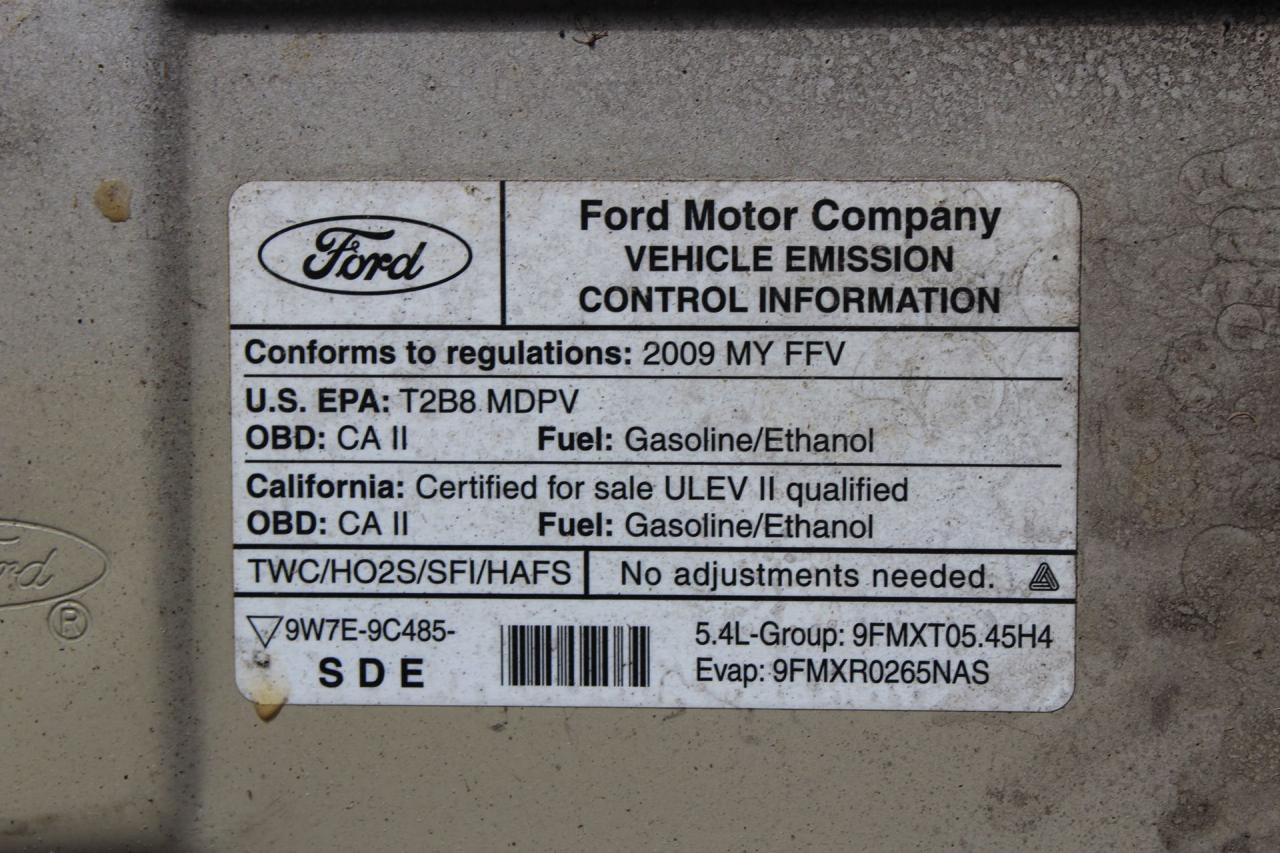 Ford
Ford Motor Company
VEHICLE EMISSION
CONTROL INFORMATION
Conforms to regulations: 2009 MY FFV
U.S. EPA: T2B8 MDPV
OBD: CA II Fuel: Gasoline/Ethanol
California: Certified for sale ULEV II qualified
OBD: CA II Fuel: Gasoline/Ethanol
TWC/HO2S/SFI/HAFS No adjustments needed.
9W7E-9C485-
SDE
5.4L-Group: 9FMXT05.45H4
Evap: 9FMXR0265NAS
rd
®